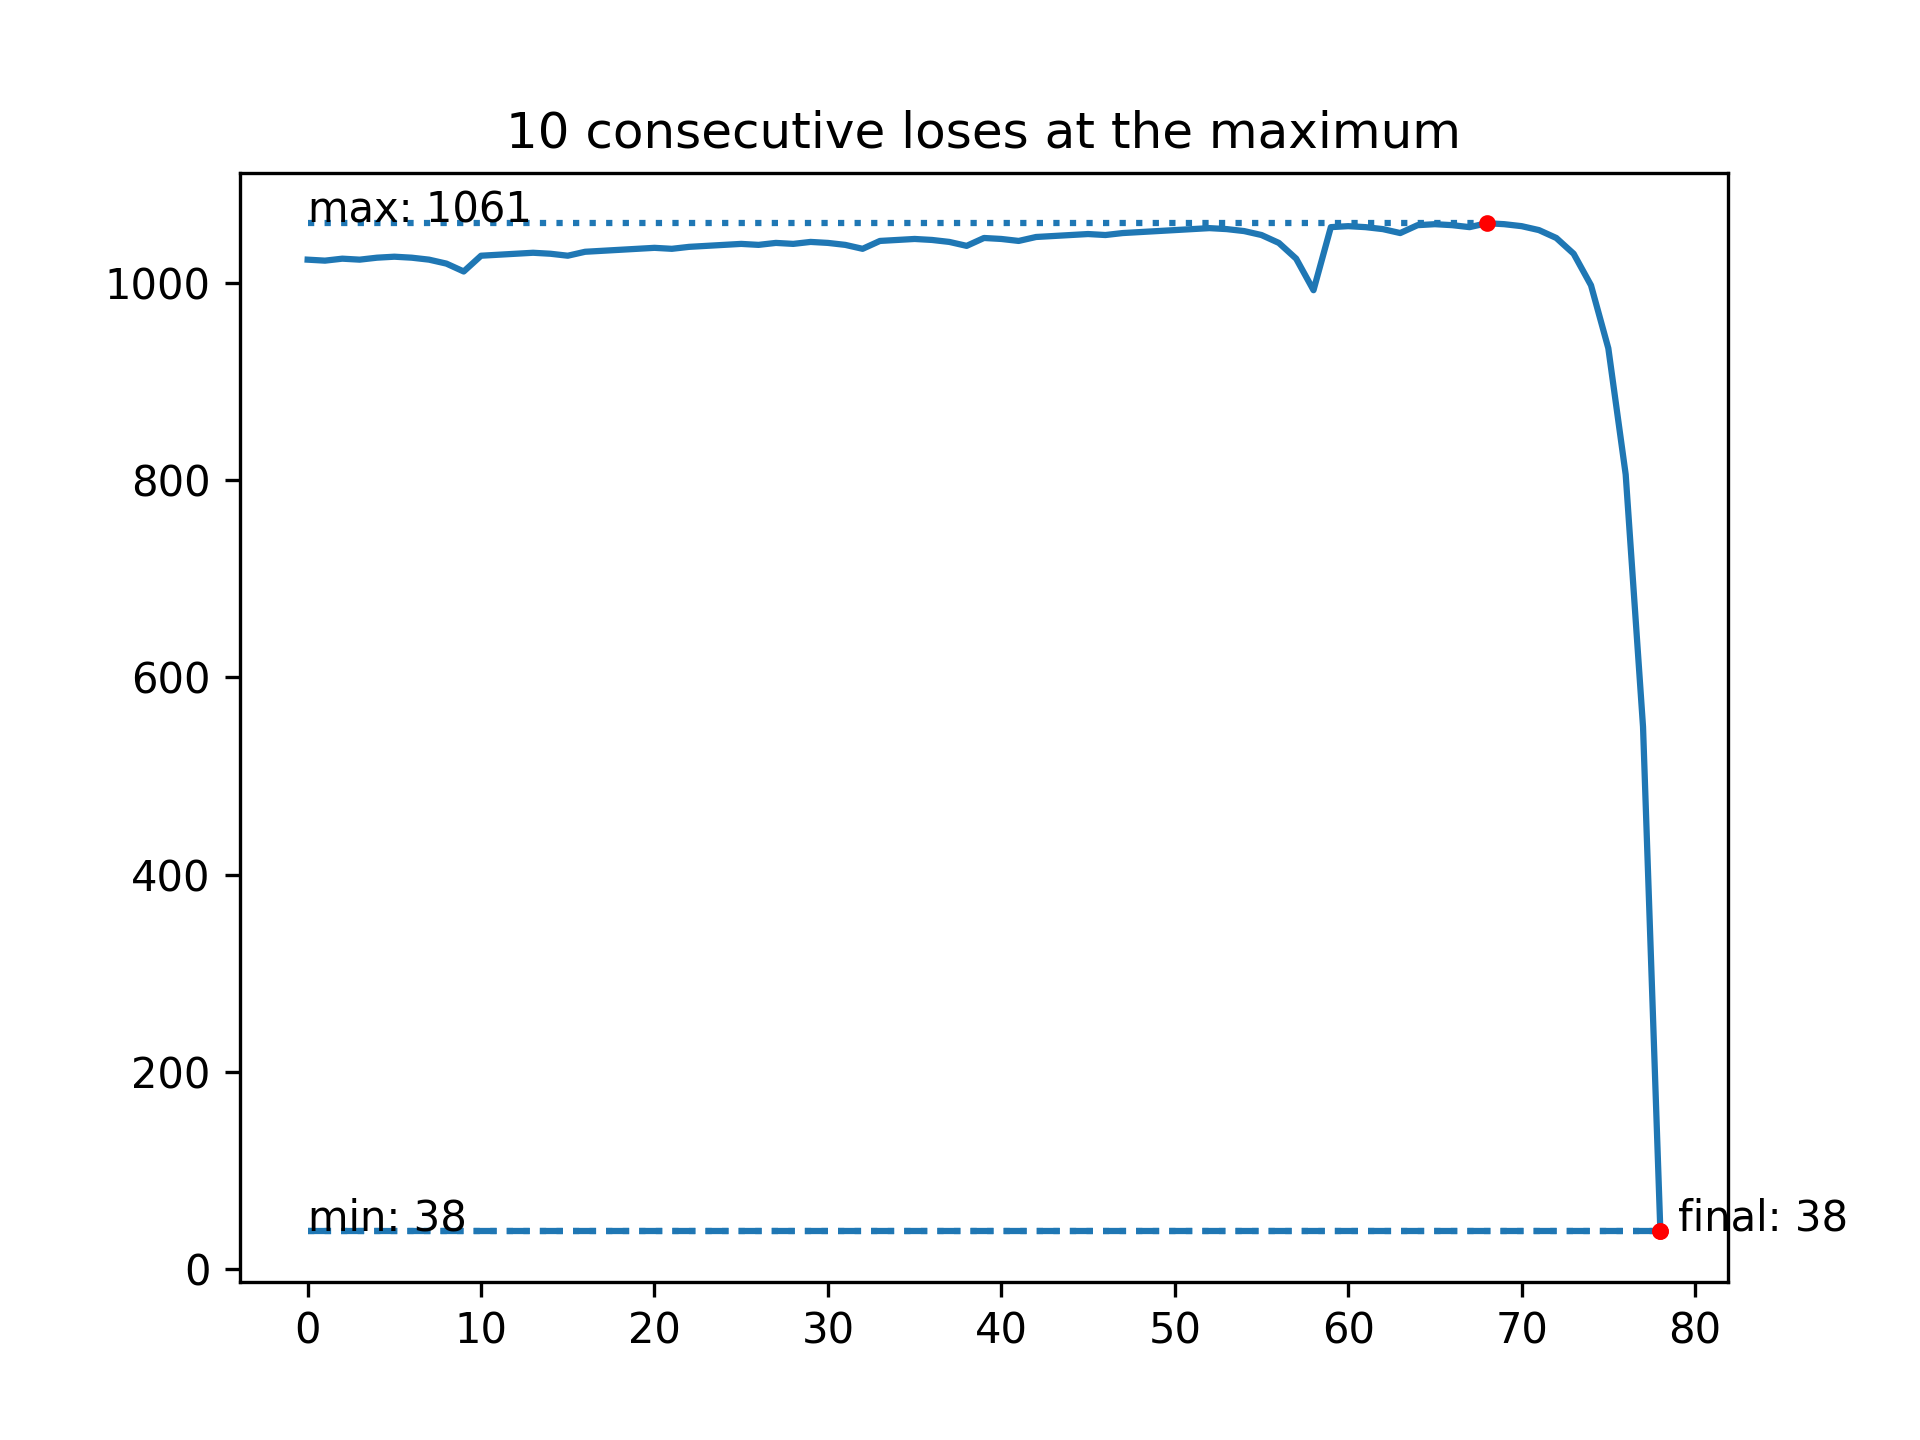 10 consecutive loses at the maximum
max: 1061
1000
800
600
400
200
min: 38
final: 38
0
0 10 20 30 40 50 60 70 80